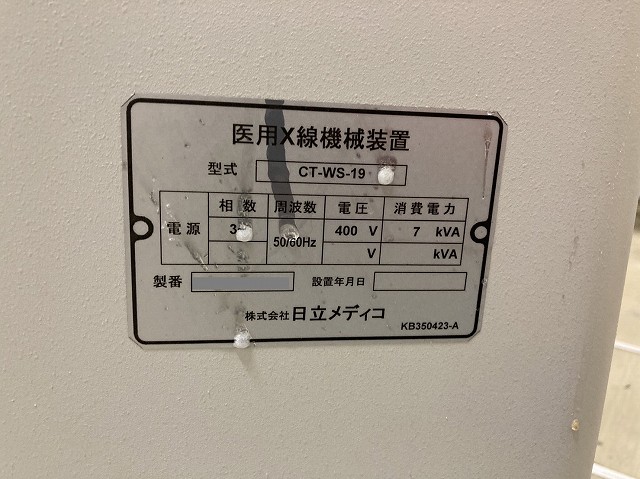 医用X線機械装置
型式 CT-WS-19
電源 相数 周波数 電圧 消費電力
3 50/60Hz 400 V 7 kVA
V kVA
製番 設置年月日
株式会社 日立メディコ
KB350423-A